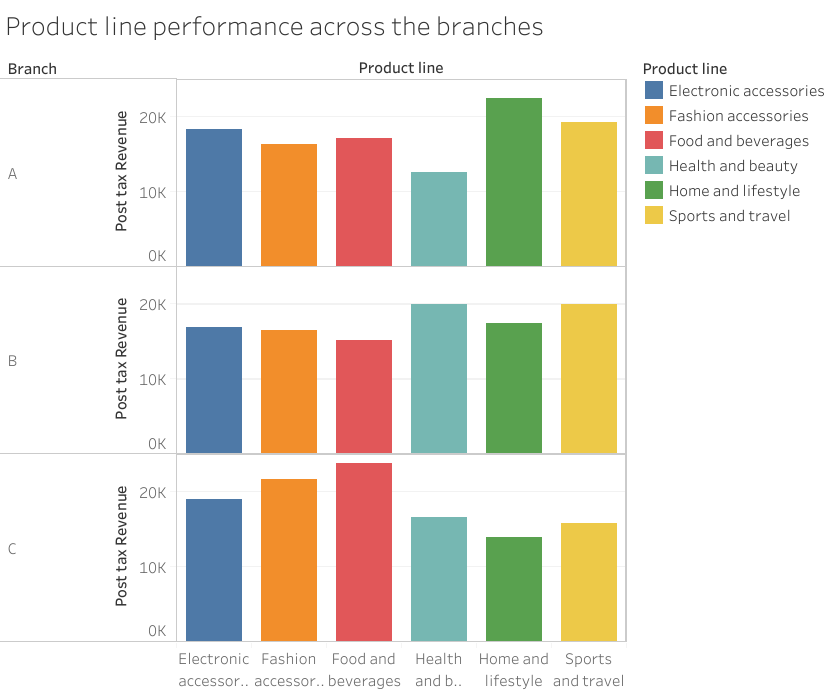 Product line performance across the branches
Branch
Product line
A
Post tax Revenue
20K
10K
0K
B
Post tax Revenue
20K
10K
0K
C
Post tax Revenue
20K
10K
0K
Electronic
accessor..
Fashion
accessor..
Food and
beverages
Health
and b..
Home and
lifestyle
Sports
and travel
Product line
Electronic accessories
Fashion accessories
Food and beverages
Health and beauty
Home and lifestyle
Sports and travel